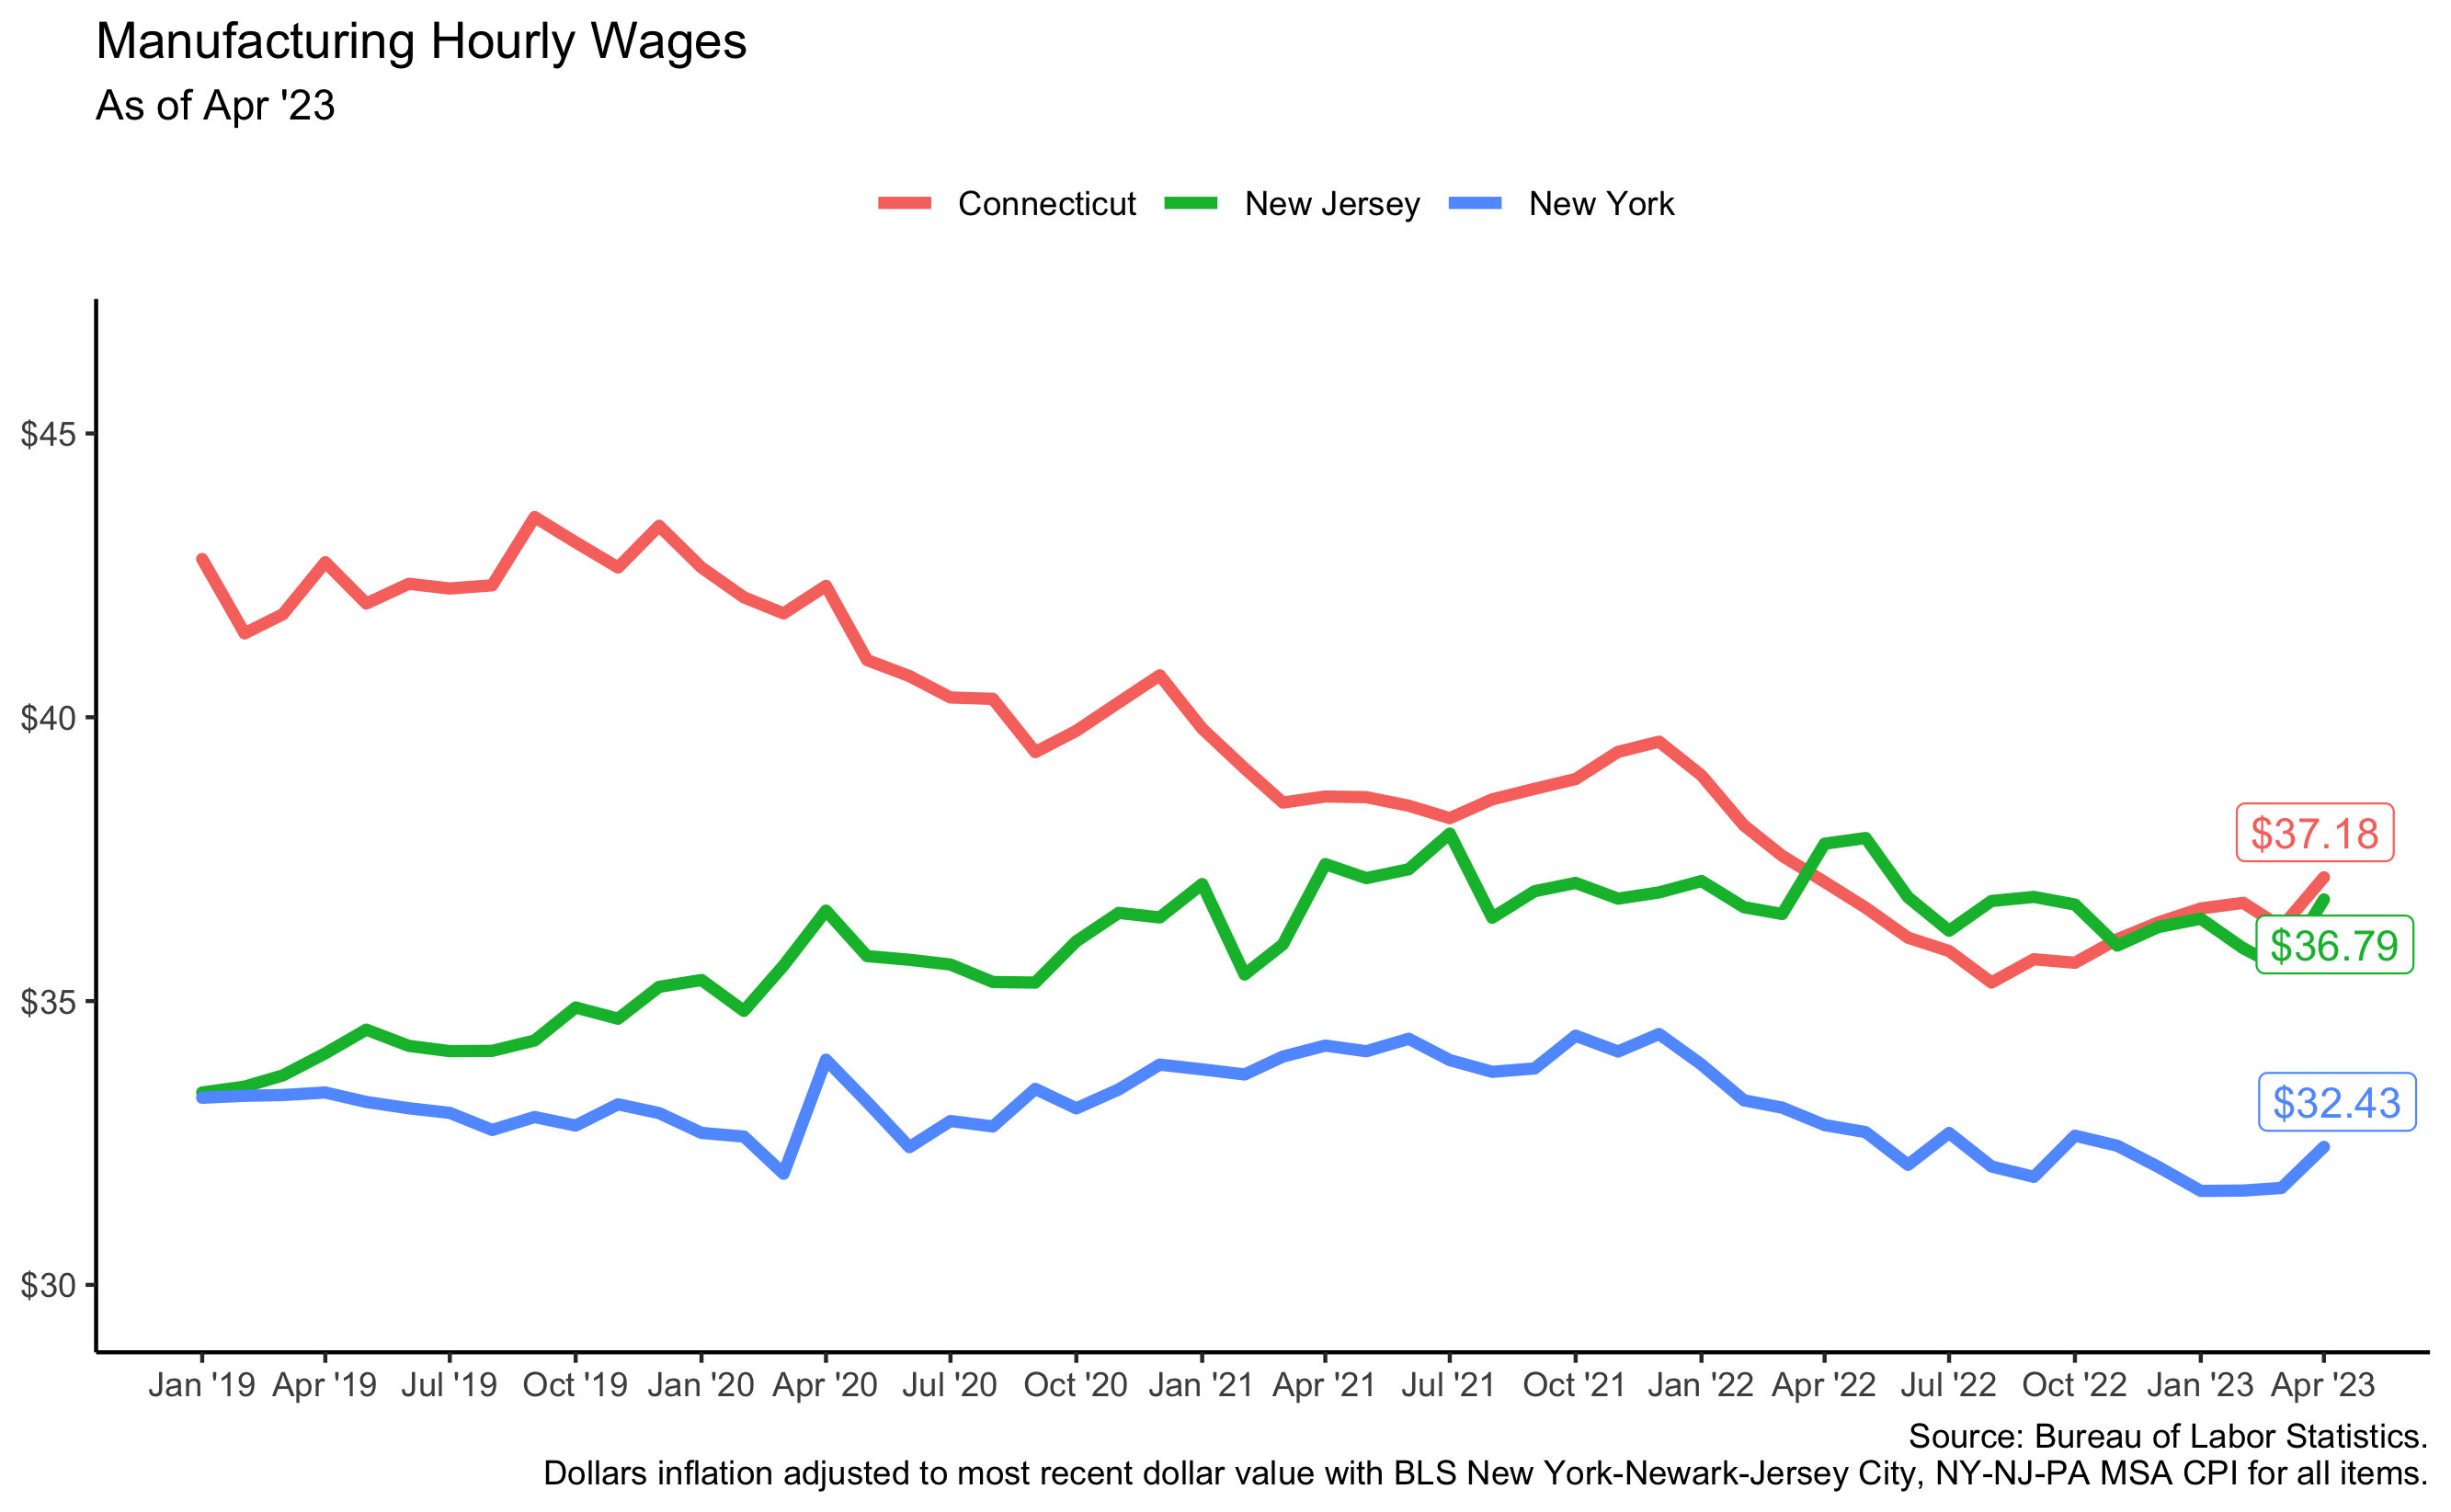 Manufacturing Hourly Wages
As of Apr '23
Connecticut New Jersey New York
$45
$40
$35
$30
$37.18
$36.79
$32.43
Jan '19 Apr '19 Jul '19 Oct '19 Jan '20 Apr '20 Jul '20 Oct '20 Jan '21 Apr '21 Jul '21 Oct '21 Jan '22 Apr '22 Jul '22 Oct '22 Jan '23 Apr '23
Source: Bureau of Labor Statistics.
Dollars inflation adjusted to most recent dollar value with BLS New York-Newark-Jersey City, NY-NJ-PA MSA CPI for all items.